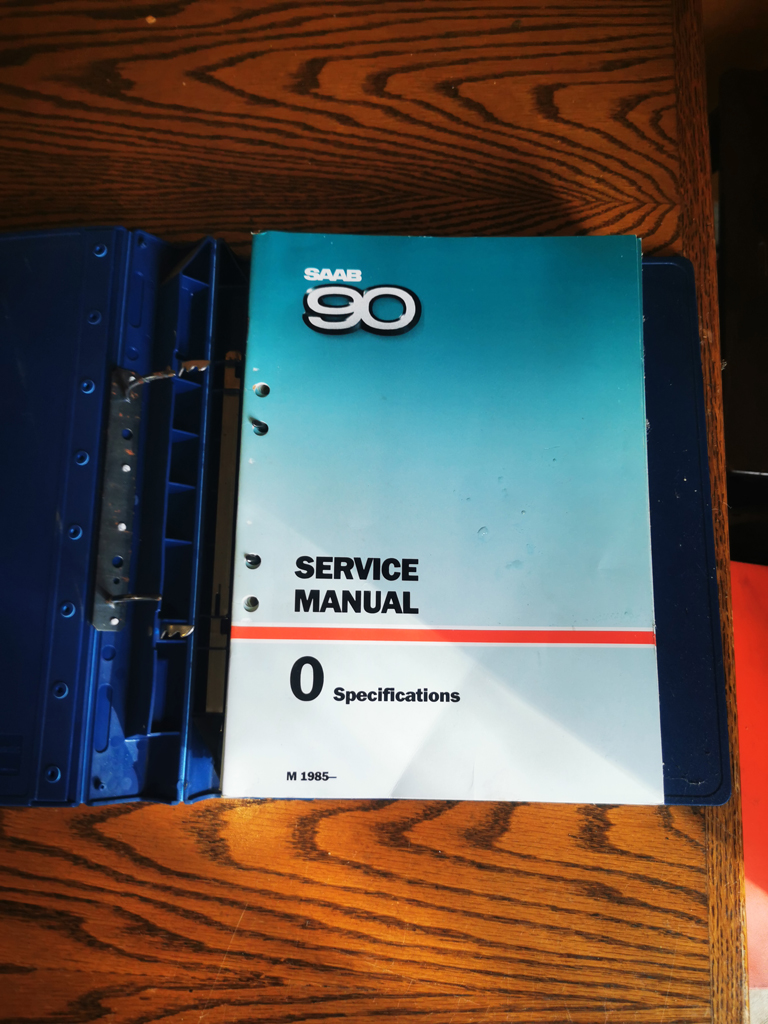 SAAB
90
SERVICE
MANUAL
0 Specifications
M 1985–